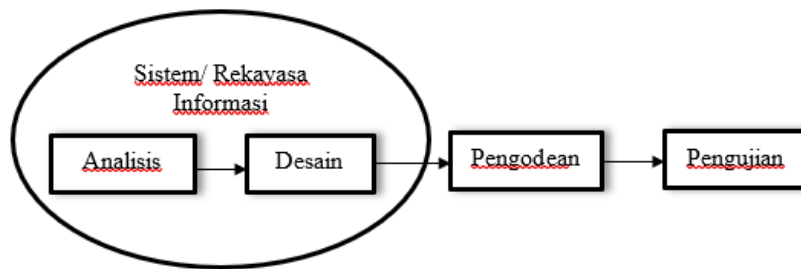 Sistem/ Rekayasa
Informasi
Analisis
Desain
Pengodean
Pengujian